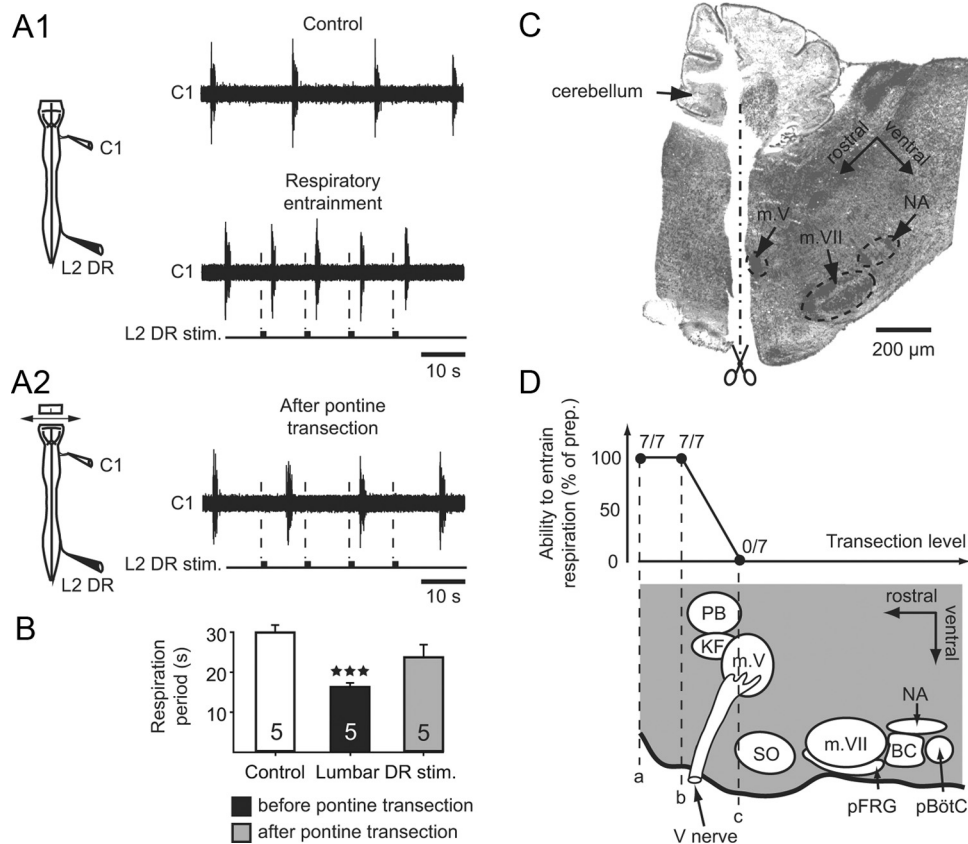 A1
Control
C1
C1
L2 DR
Respiratory
entrainment
C1
L2 DR stim.
10 s
A2
After pontine
transection
C1
C1
L2 DR
L2 DR stim.
10 s
B
Respiration
period (s)
30
20
10
★★★
5
5
5
Control
Lumbar DR stim.
before pontine transection
after pontine transection
C
cerebellum
rostral
ventral
m.V
m.VII
NA
200 µm
D
Ability to entrain
respiration (% of prep.)
100
50
0
7/7
7/7
0/7
Transection level
rostral
ventral
PB
KF
m.V
SO
m.VII
NA
BC
a
b
c
V nerve
pFRG
pBötC